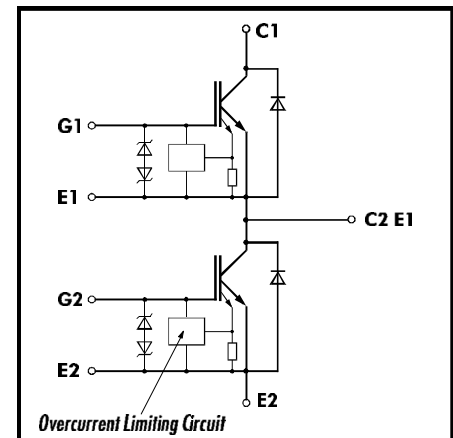 C1
G1
E1
C2 E1
G2
E2
E2
Overcurrent Limiting Circuit